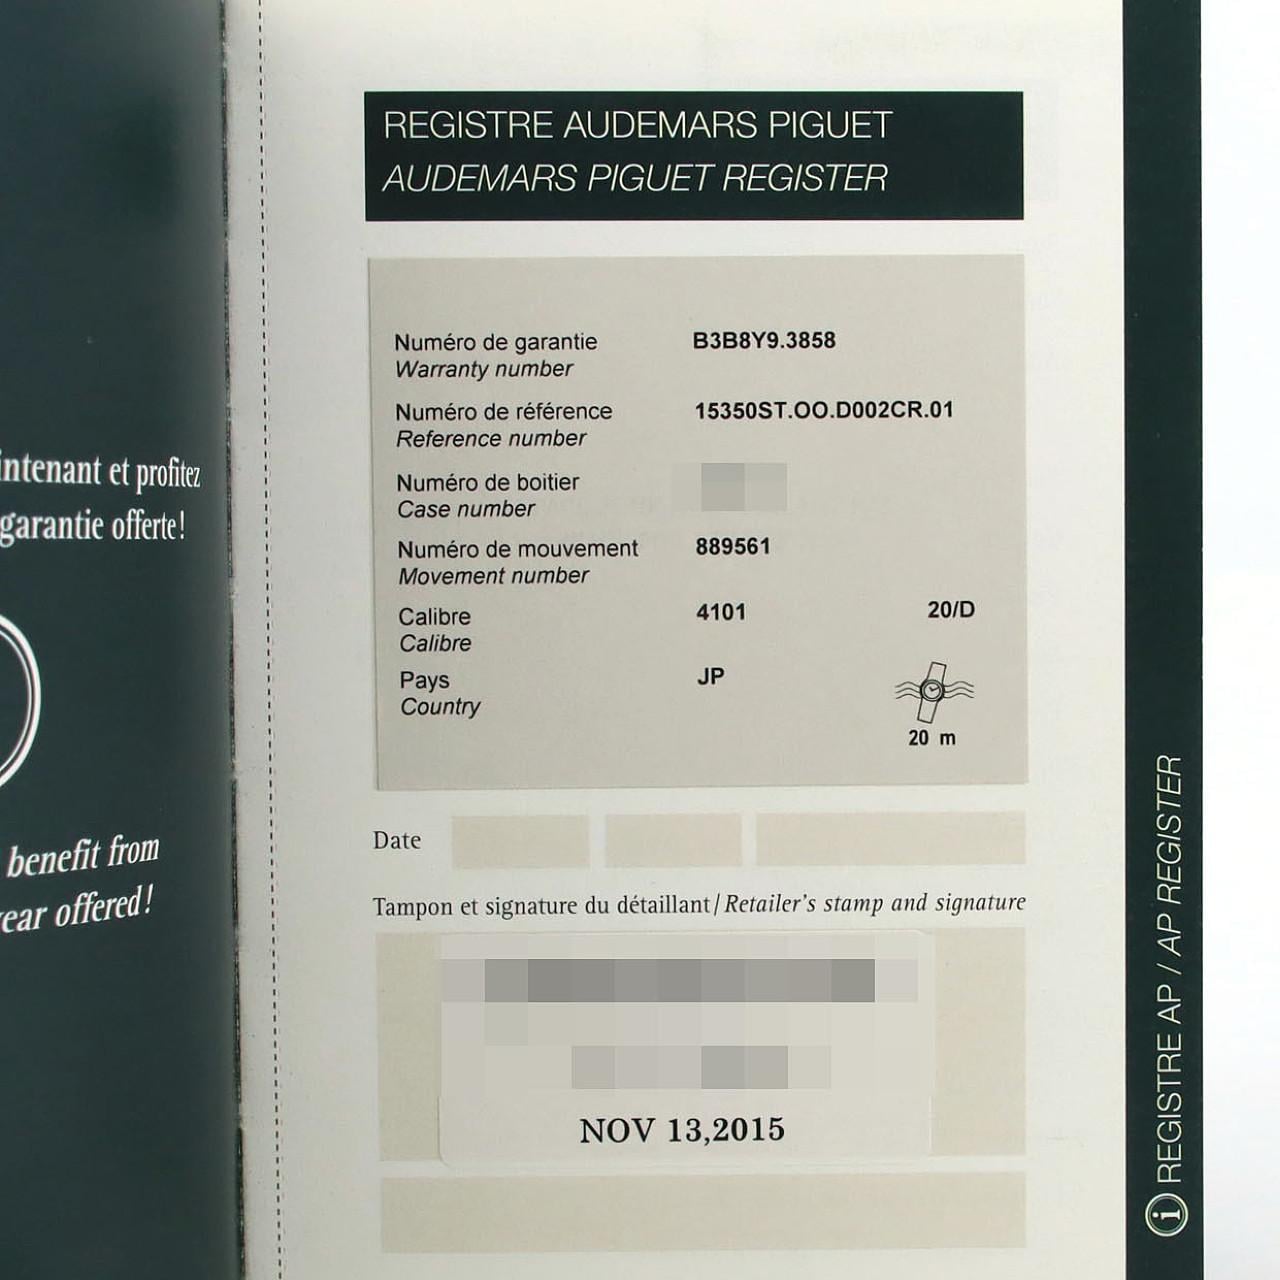 REGISTRE AUDEMARS PIGUET
AUDEMARS PIGUET REGISTER
Numéro de garantie B3B8Y9.3858
Warranty number
Numéro de référence 15350ST.OO.D002CR.01
Reference number
Numéro de boitier
Case number
Numéro de mouvement 889561
Movement number
Calibre 4101 20/D
Calibre
Pays JP
Country
20 m
Date
Tampon et signature du détaillant/Retailer's stamp and signature
NOV 13,2015
intenant et profitez
garantie offerte!
benefit from
year offered!
i REGISTRE AP / AP REGISTER